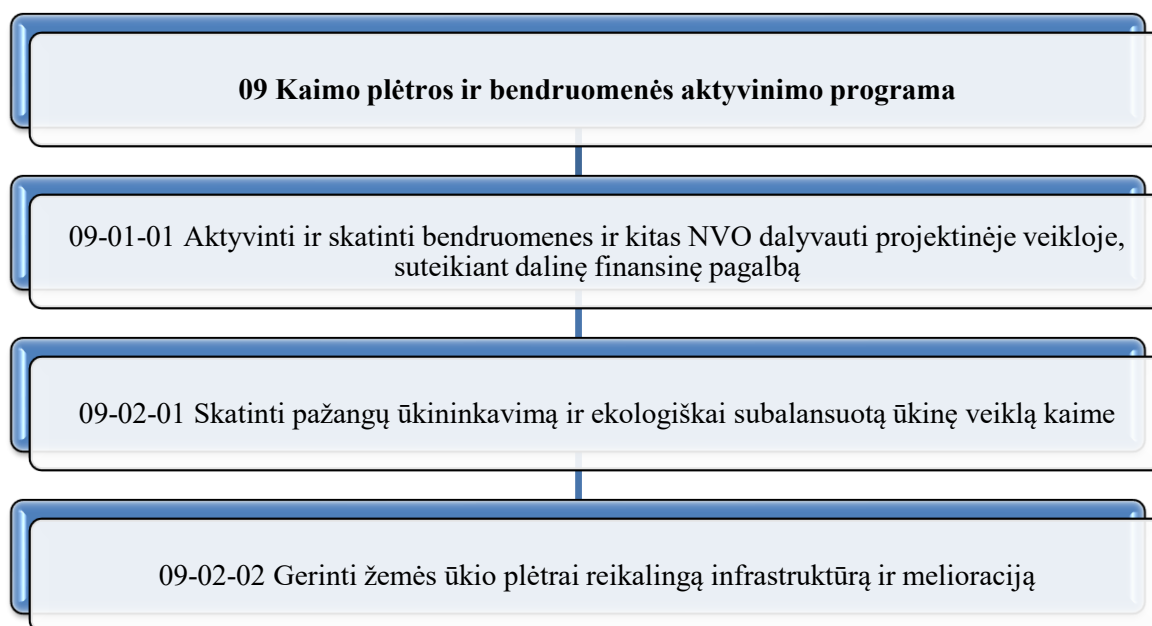 09 Kaimo plėtros ir bendruomenės aktyvinimo programa
09-01-01 Aktyvinti ir skatinti bendruomenes ir kitas NVO dalyvauti projektinėje veikloje,
suteikiant dalinę finansinę pagalbą
09-02-01 Skatinti pažangų ūkininkavimą ir ekologiškai subalansuotą ūkinę veiklą kaime
09-02-02 Gerinti žemės ūkio plėtrai reikalingą infrastruktūrą ir melioraciją